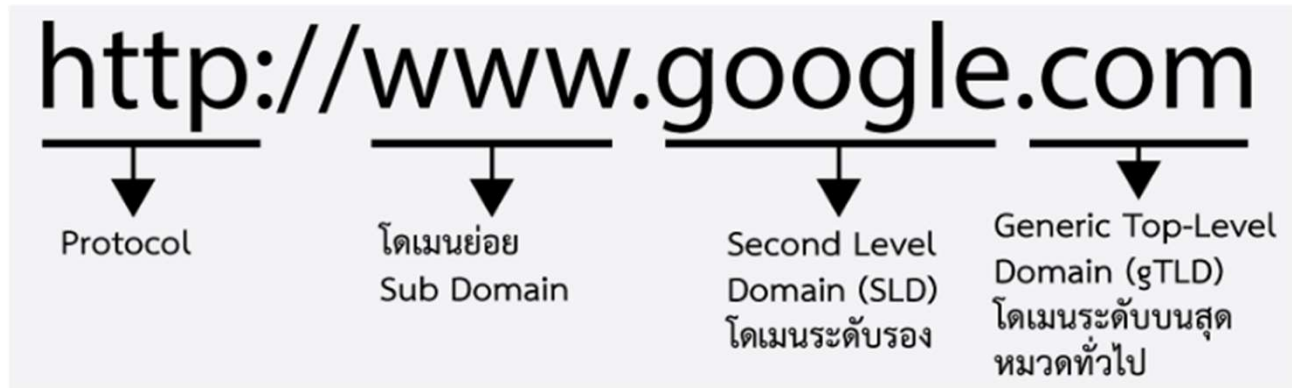 http://www.google.com
Protocol
โดเมนย่อย
Sub Domain
Second Level
Domain (SLD)
โดเมนระดับรอง
Generic Top-Level
Domain (gTLD)
โดเมนระดับบนสุด
หมวดทั่วไป